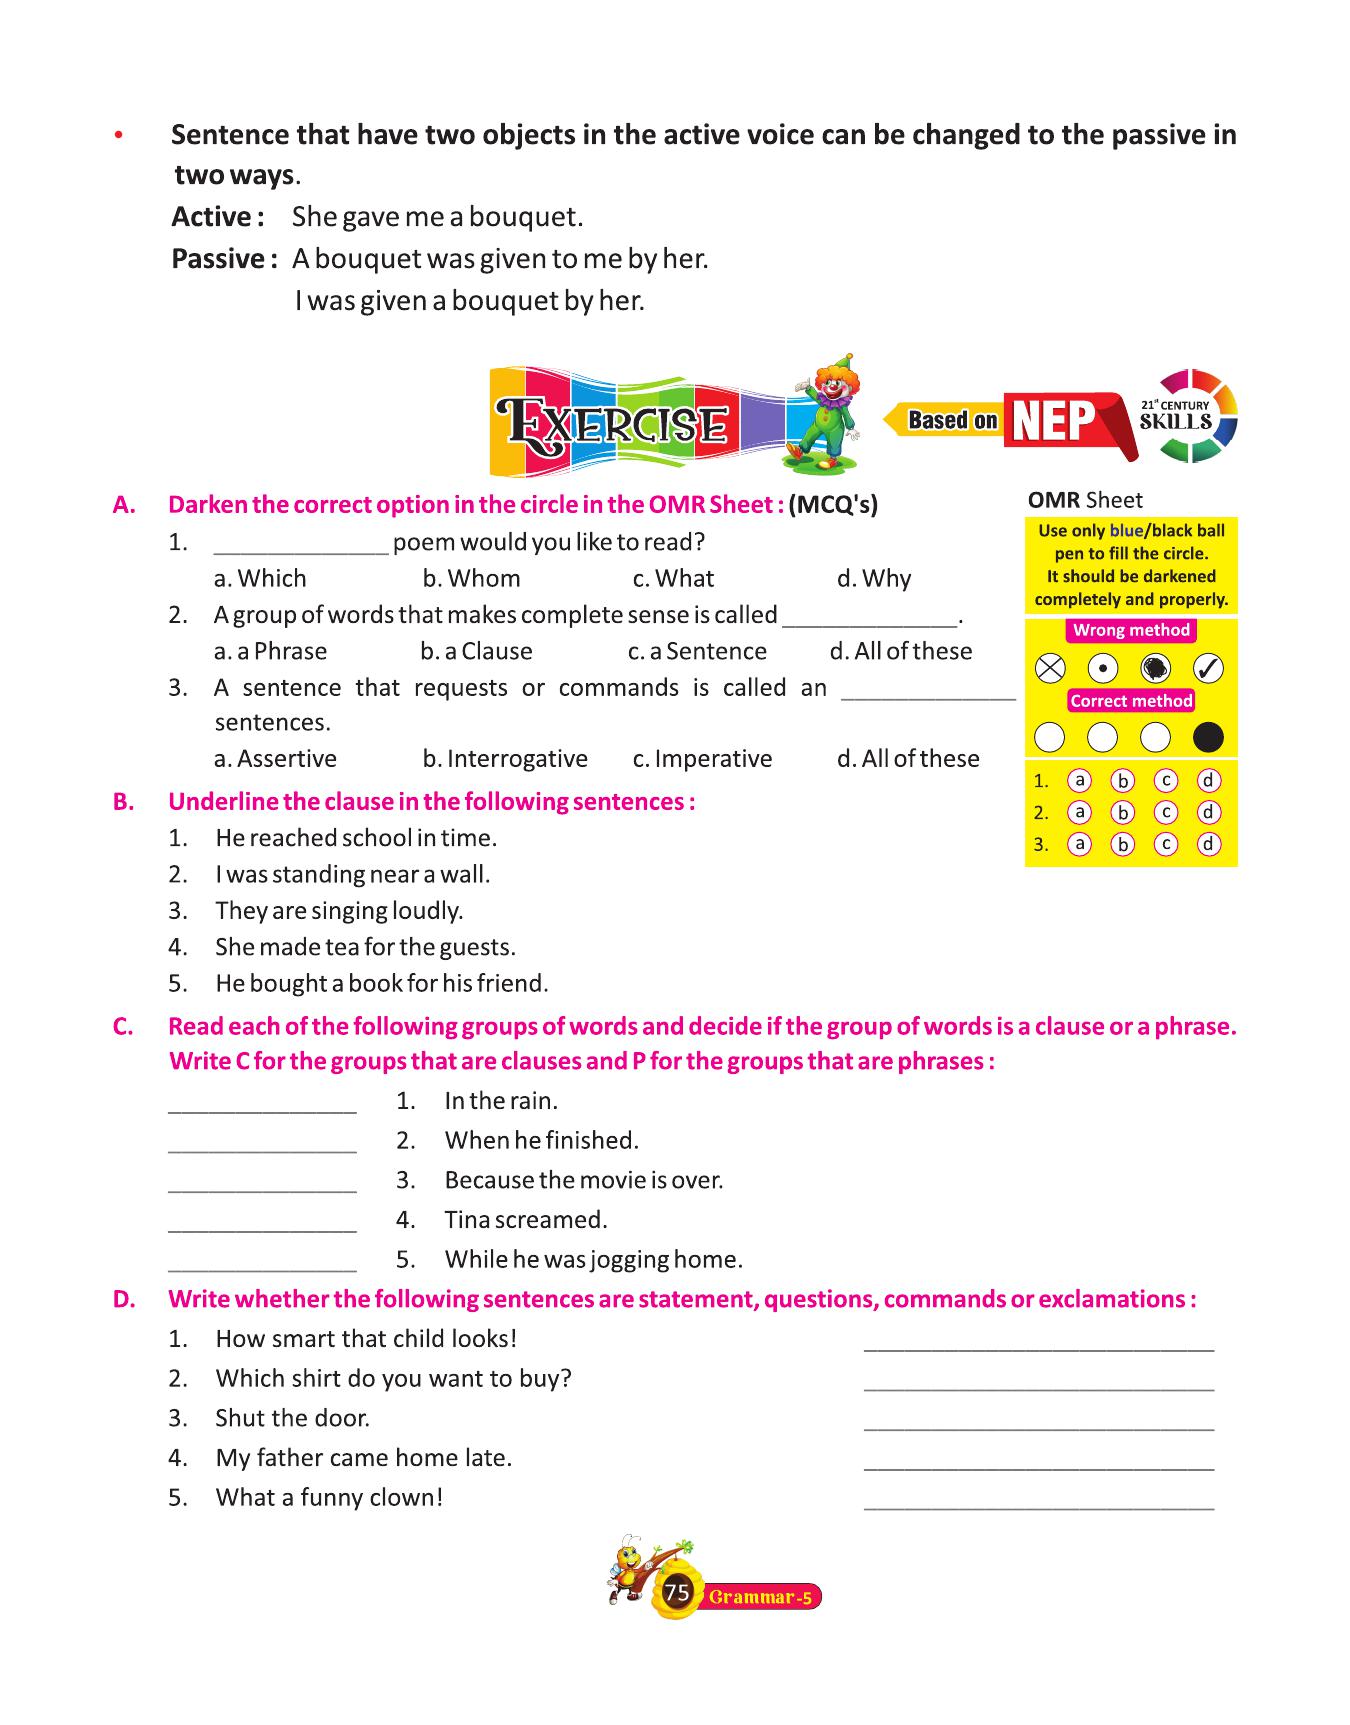 • Sentence that have two objects in the active voice can be changed to the passive in
two ways.
Active : She gave me a bouquet.
Passive : A bouquet was given to me by her.
I was given a bouquet by her.
EXERCISE
Based on NEP
21st CENTURY
SKILLS
A. Darken the correct option in the circle in the OMR Sheet : (MCQ's)
1. _____________ poem would you like to read?
a. Which b. Whom c. What d. Why
2. A group of words that makes complete sense is called _____________.
a. a Phrase b. a Clause c. a Sentence d. All of these
3. A sentence that requests or commands is called an _____________
sentences.
a. Assertive b. Interrogative c. Imperative d. All of these
OMR Sheet
Use only blue/black ball
pen to fill the circle.
It should be darkened
completely and properly.
Wrong method
Correct method
1. a b c d
2. a b c d
3. a b c d
B. Underline the clause in the following sentences :
1. He reached school in time.
2. I was standing near a wall.
3. They are singing loudly.
4. She made tea for the guests.
5. He bought a book for his friend.
C. Read each of the following groups of words and decide if the group of words is a clause or a phrase.
Write C for the groups that are clauses and P for the groups that are phrases :
______________ 1. In the rain.
______________ 2. When he finished.
______________ 3. Because the movie is over.
______________ 4. Tina screamed.
______________ 5. While he was jogging home.
D. Write whether the following sentences are statement, questions, commands or exclamations :
1. How smart that child looks! __________________________
2. Which shirt do you want to buy? __________________________
3. Shut the door. __________________________
4. My father came home late. __________________________
5. What a funny clown! __________________________
75 Grammar-5